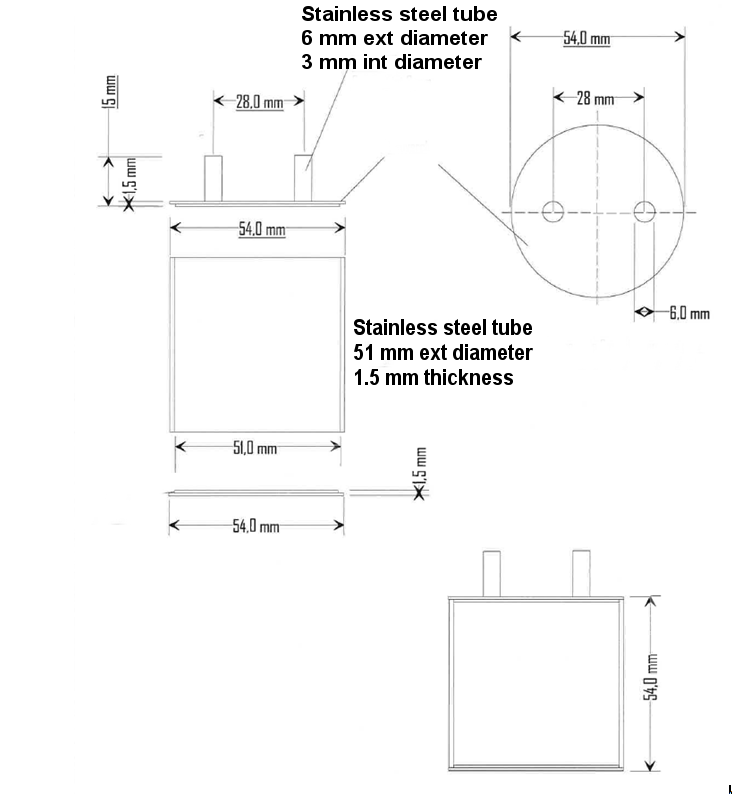 Stainless steel tube
6 mm ext diameter
3 mm int diameter
54,0 mm
15 mm
28,0 mm
28 mm
1,5 mm
54,0 mm
6,0 mm
Stainless steel tube
51 mm ext diameter
1.5 mm thickness
51,0 mm
1,5 mm
54,0 mm
54,0 mm